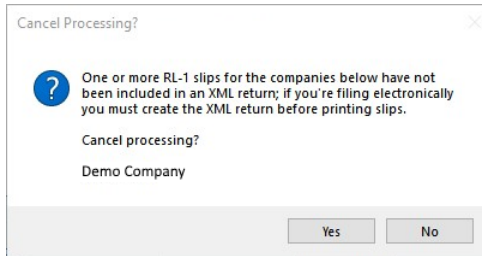 Cancel Processing?
One or more RL-1 slips for the companies below have not
been included in an XML return; if you're filing electronically
you must create the XML return before printing slips.
Cancel processing?
Demo Company
Yes
No